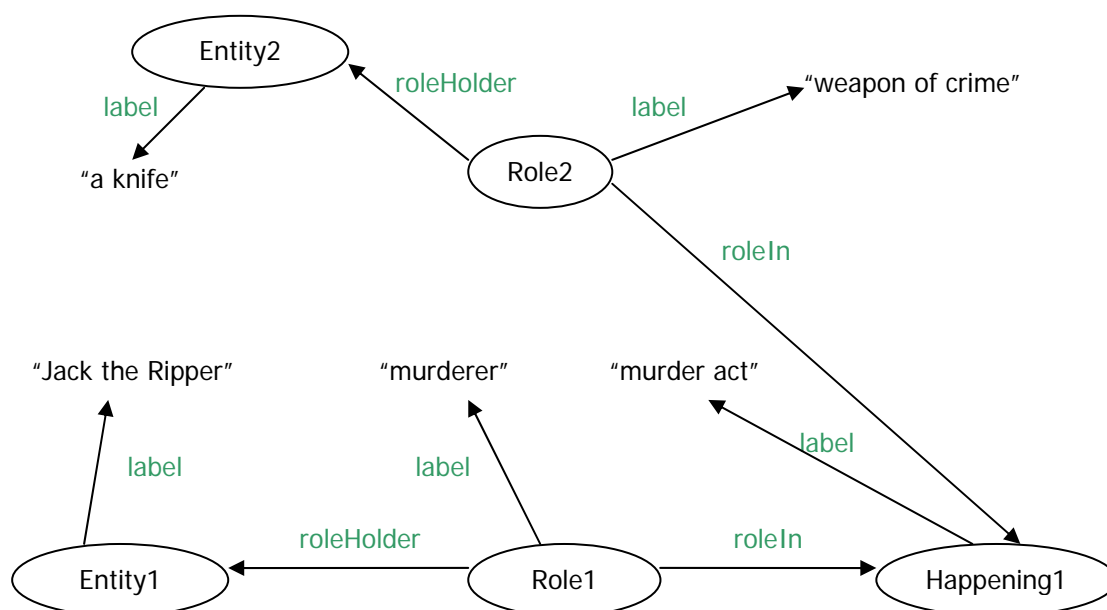 Entity2
roleHolder
“weapon of crime”
label
label
“a knife”
Role2
roleIn
“Jack the Ripper”
“murderer”
“murder act”
label
label
label
roleHolder
roleIn
Entity1
Role1
Happening1